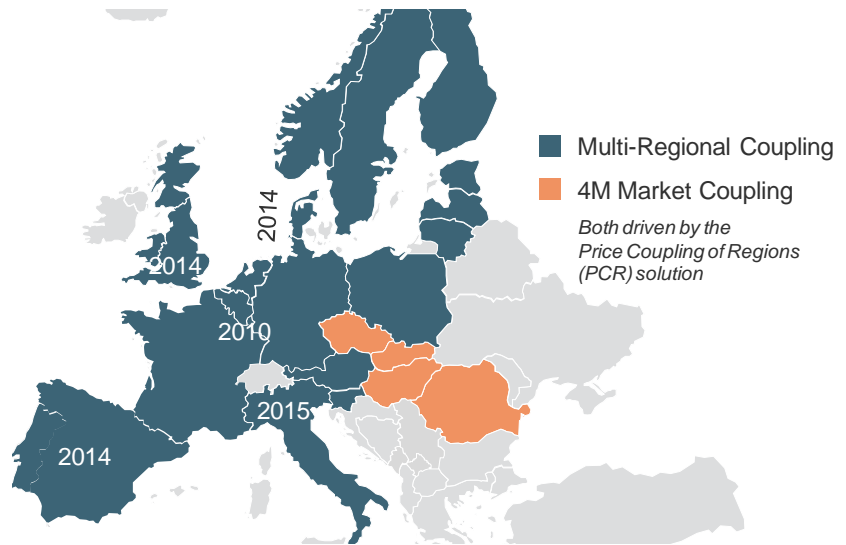 Multi-Regional Coupling
4M Market Coupling
Both driven by the
Price Coupling of Regions
(PCR) solution
2014
2014
2010
2015
2014